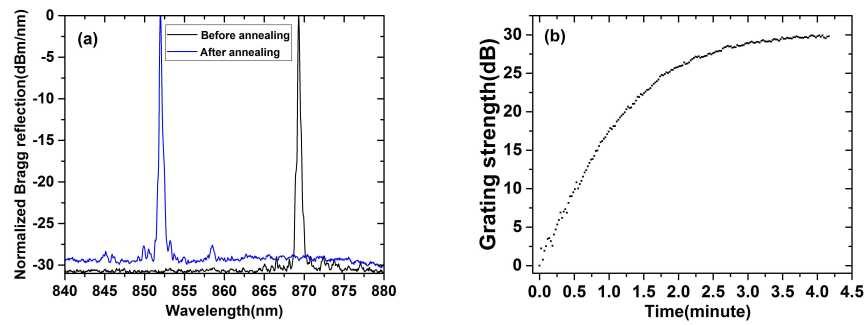 (a)
Before annealing
After annealing
Normalized Bragg reflection(dBm/nm)
0
-5
-10
-15
-20
-25
-30
840 845 850 855 860 865 870 875 880
Wavelength(nm)
(b)
Grating strength(dB)
30
25
20
15
10
5
0
0.0 0.5 1.0 1.5 2.0 2.5 3.0 3.5 4.0 4.5
Time(minute)